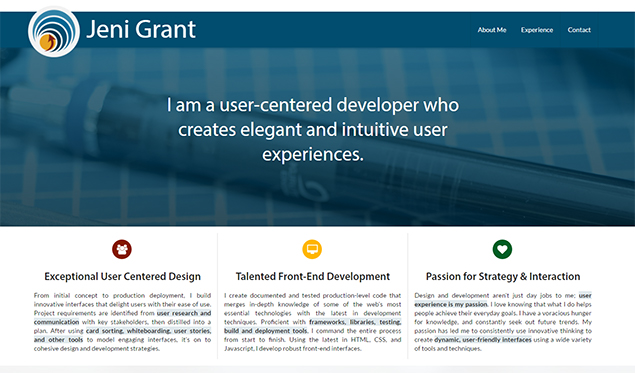 Jeni Grant
About Me Experience Contact
I am a user-centered developer who
creates elegant and intuitive user
experiences.
Exceptional User Centered Design
From initial concept to production deployment, I build
innovative interfaces that delight users with their ease of use.
Project requirements are identified from user research and
communication with key stakeholders, then distilled into a
plan. After using card sorting, whiteboarding, user stories,
and other tools to model engaging interfaces, it's on to
cohesive design and development strategies.
Talented Front-End Development
I create documented and tested production-level code that
merges in-depth knowledge of some of the web's most
essential technologies with the latest in development
techniques. Proficient with frameworks, libraries, testing,
build and deployment tools, I command the entire process
from start to finish. Using the latest in HTML, CSS, and
Javascript, I develop robust front-end interfaces.
Passion for Strategy & Interaction
Design and development aren't just day jobs to me; user
experience is my passion. I love knowing that what I do helps
people achieve their everyday goals. I have a voracious hunger
for knowledge, and constantly seek out future trends. My
passion has led me to consistently use innovative thinking to
create dynamic, user-friendly interfaces using a wide variety
of tools and techniques.